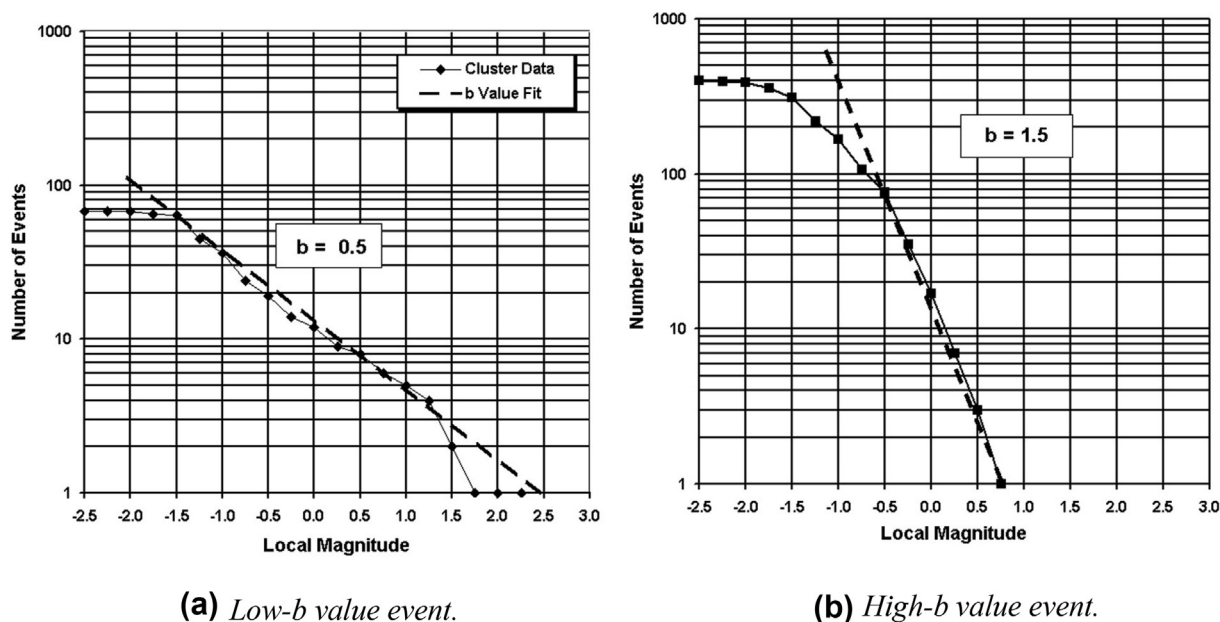 1000
100
10
1
Number of Events
Cluster Data
b Value Fit
b = 0.5
-2.5 -2.0 -1.5 -1.0 -0.5 0.0 0.5 1.0 1.5 2.0 2.5 3.0
Local Magnitude
(a) Low-b value event.
1000
100
10
1
Number of Events
b = 1.5
-2.5 -2.0 -1.5 -1.0 -0.5 0.0 0.5 1.0 1.5 2.0 2.5 3.0
Local Magnitude
(b) High-b value event.